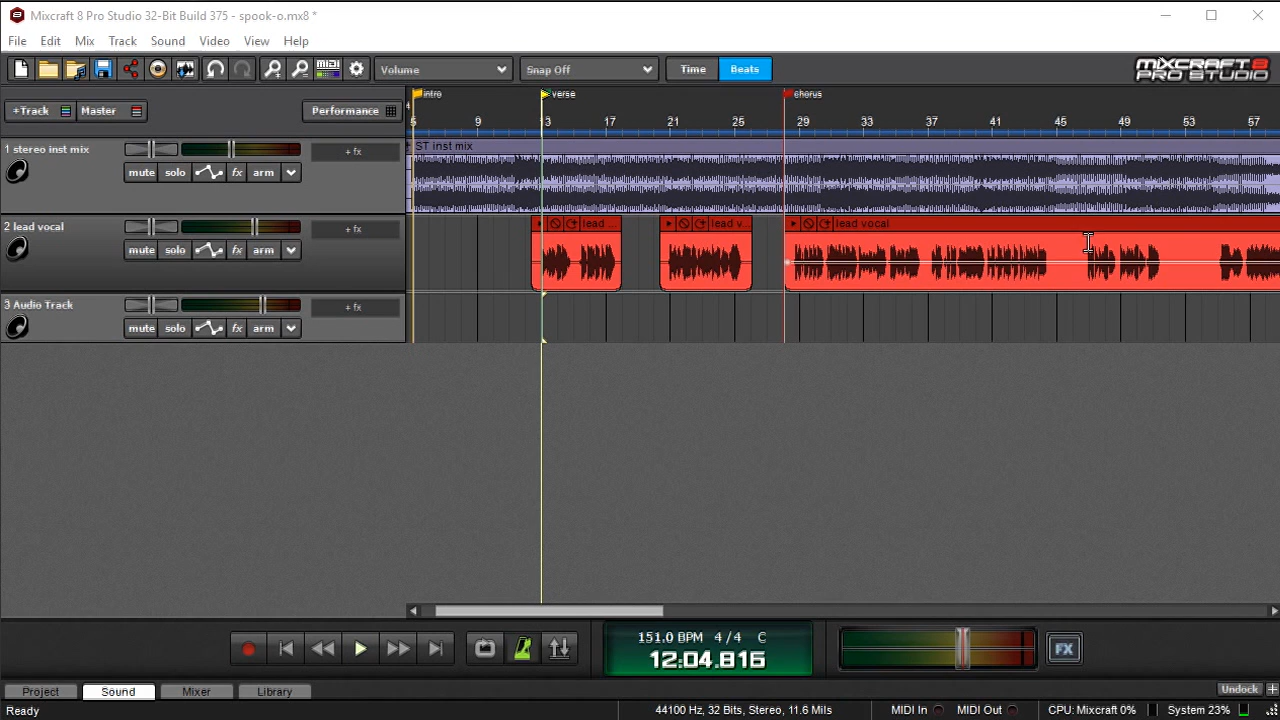 Mixcraft 8 Pro Studio 32-Bit Build 375 - spook-o.mx8 *
File Edit Mix Track Sound Video View Help
midi Volume Snap Off Time Beats MIXCRAFT 8 PRO STUDIO
+Track Master Performance
intro verse chorus
5 9 13 17 21 25 29 33 37 41 45 49 53 57
1 stereo inst mix + fx ST inst mix
mute solo fx arm
2 lead vocal + fx lead ... lead v... lead vocal
mute solo fx arm
3 Audio Track + fx
mute solo fx arm
151.0 BPM 4/4 C
12:04.816
FX
Project Sound Mixer Library Undock +
Ready 44100 Hz, 32 Bits, Stereo, 11.6 Mils MIDI In MIDI Out CPU: Mixcraft 0% System 23%